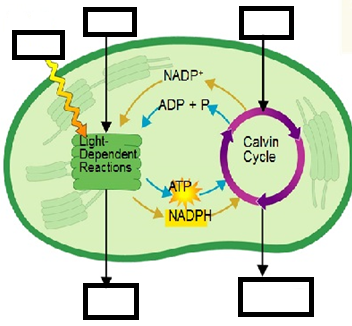 NADP⁺
ADP + P
Light-
Dependent
Reactions
Calvin
Cycle
ATP
NADPH